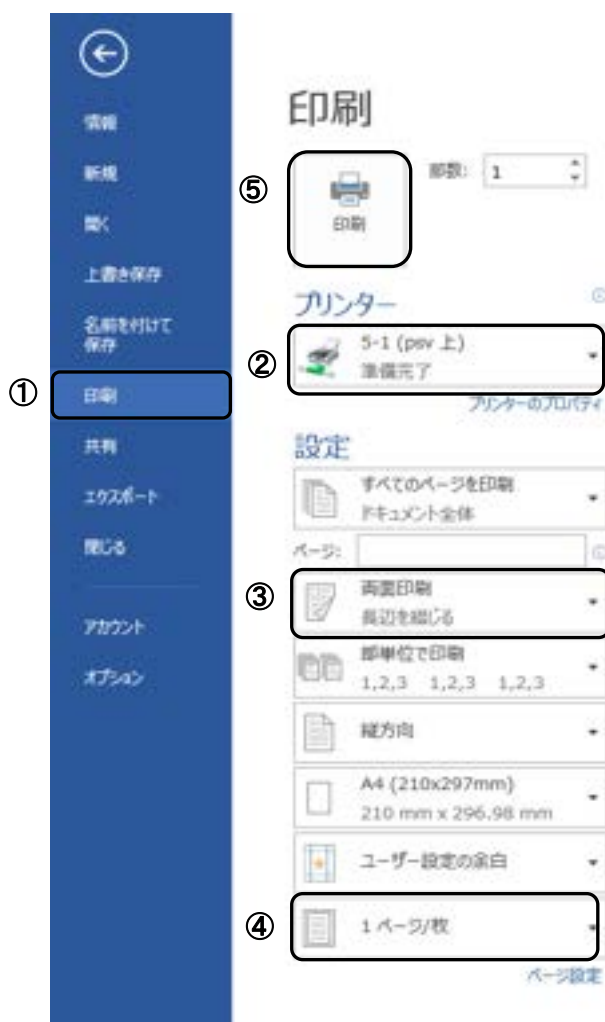 情報
新規
開く
上書き保存
名前を付けて
保存
①
印刷
共有
エクスポート
閉じる
アカウント
オプション
印刷
⑤
印刷
部数: 1
プリンター
②
5-1 (psv 上)
準備完了
プリンターのプロパティ
設定
すべてのページを印刷
ドキュメント全体
ページ:
③
両面印刷
長辺を綴じる
部単位で印刷
1,2,3 1,2,3 1,2,3
縦方向
A4 (210x297mm)
210 mm x 296.98 mm
ユーザー設定の余白
④
1 ページ/枚
ページ設定